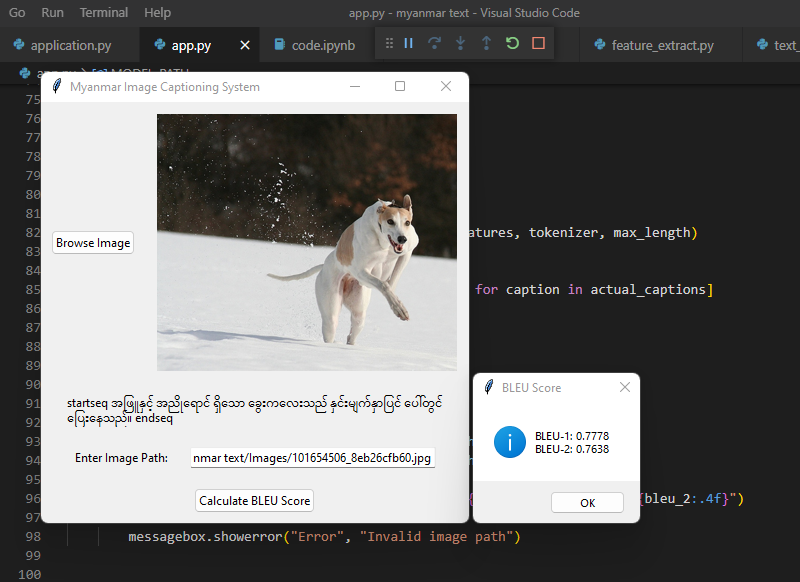 Go Run Terminal Help app.py - myanmar text - Visual Studio Code
application.py app.py code.ipynb feature_extract.py text_
Myanmar Image Captioning System
75
76
77
78
79
80
81
82 atures, tokenizer, max_length)
83
84
85 for caption in actual_captions]
86
87
88
89
90
91
92
93
94
95
96 {bleu_2:.4f}")
97
98 messagebox.showerror("Error", "Invalid image path")
99
100
Browse Image
startseq အဖြူနှင့် အညိုရောင် ရှိသော ခွေးကလေးသည် နှင်းမျက်နှာပြင် ပေါ်တွင်
ပြေးနေသည်။ endseq
Enter Image Path: nmar text/Images/101654506_8eb26cfb60.jpg
Calculate BLEU Score
BLEU Score
BLEU-1: 0.7778
BLEU-2: 0.7638
OK